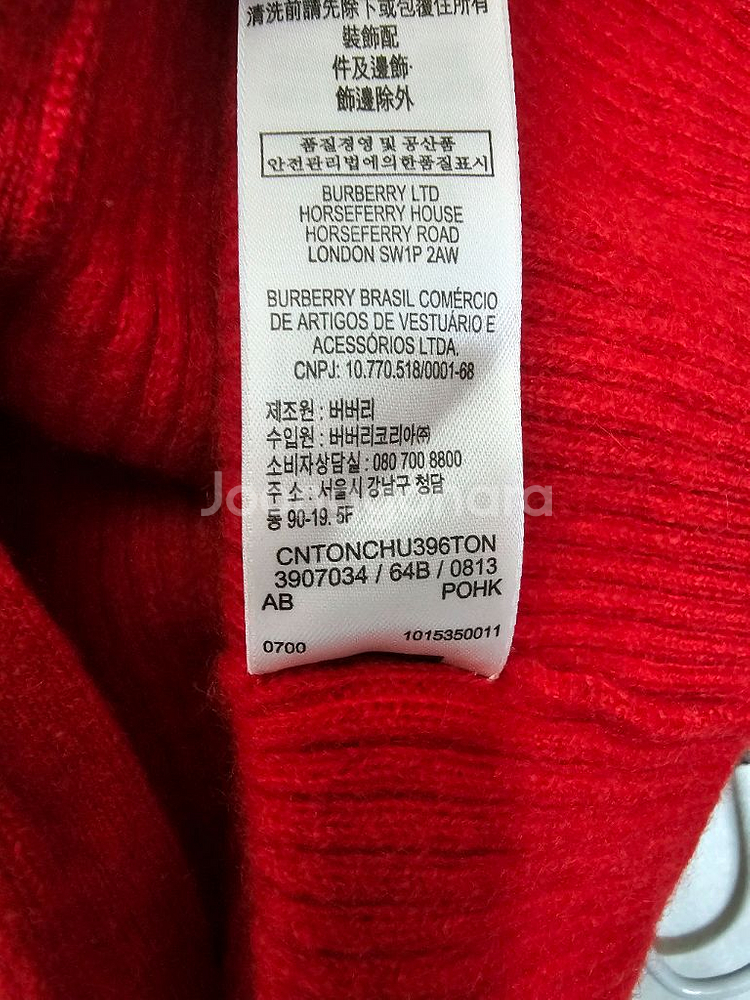 清洗前請先除下或包覆住所有
裝飾配
件及邊飾·
飾邊除外
품질경영 및 공산품
안전관리법에의한품질표시
BURBERRY LTD
HORSEFERRY HOUSE
HORSEFERRY ROAD
LONDON SW1P 2AW
BURBERRY BRASIL COMÉRCIO
DE ARTIGOS DE VESTUÁRIO E
ACESSÓRIOS LTDA.
CNPJ: 10.770.518/0001-68
제조원 : 버버리
수입원 : 버버리코리아㈜
소비자상담실 : 080 700 8800
주 소 : 서울시 강남구 청담
동 90-19. 5F
CNTONCHU396TON
3907034 / 64B / 0813
AB POHK
0700 1015350011